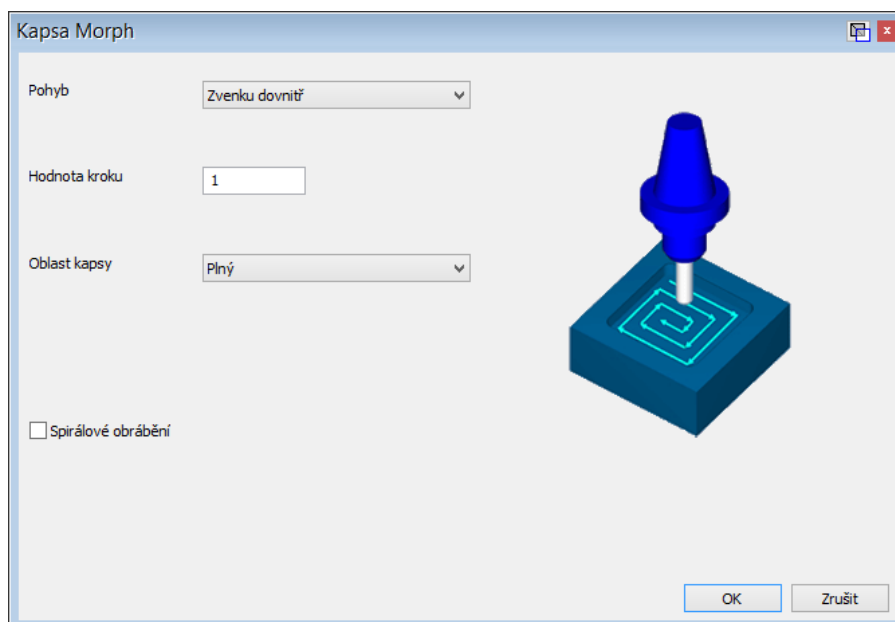 Kapsa Morph
Pohyb
Zvenku dovnitř
Hodnota kroku
1
Oblast kapsy
Plný
Spirálové obrábění
OK
Zrušit